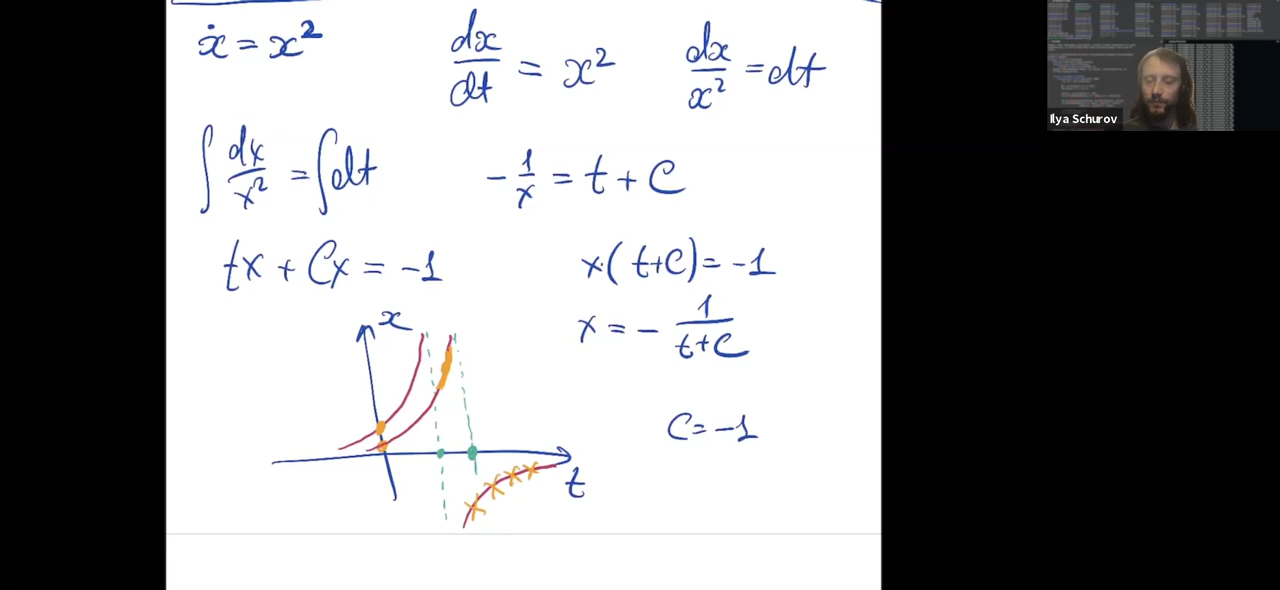 ẋ = x² dx/dt = x² dx/x² = dt
∫ dx/x² = ∫ dt - 1/x = t + C
tx + Cx = -1 x·( t+C) = -1
x = - 1/t+C
x
C = -1
t
Ilya Schurov